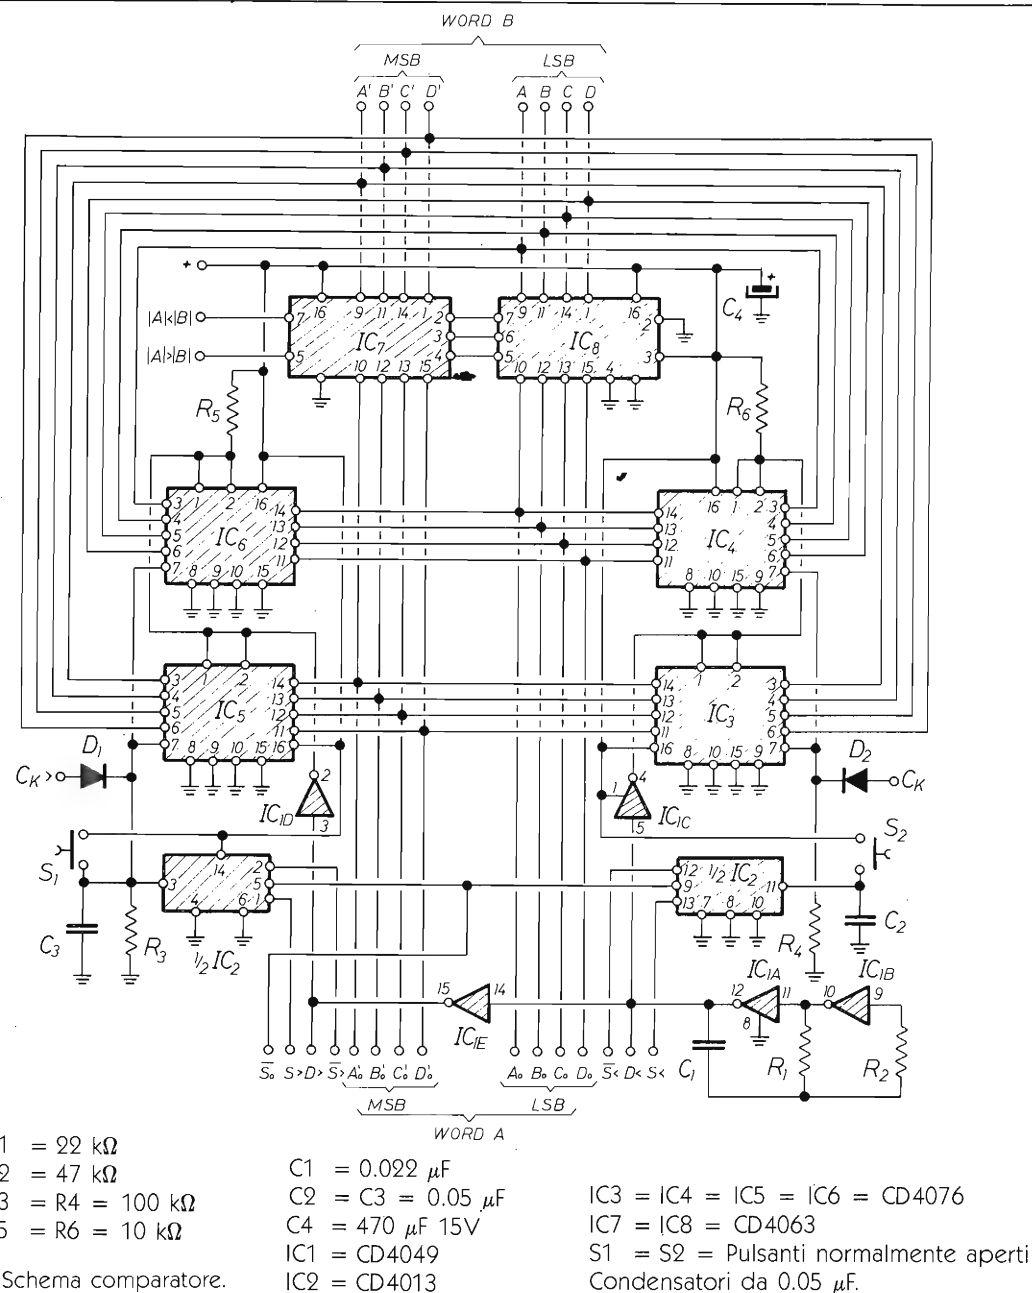 WORD B
MSB LSB
A' B' C' D' A B C D
+
C4
+
16 9 11 14 1 9 11 14 1 16
|A|<|B| 7 IC7 2 7 IC8 2
3 6
|A|>|B| 5 4 5 3
10 12 13 15 10 12 13 15 4 8
R5 R6
1 2 16 16 1 2
3 14 14 3
4 13 13 4
5 IC6 12 12 IC4 5
6 11 11 6
7 7
8 9 10 15 8 10 15 9
1 2 1 2
3 14 14 3
4 13 13 4
5 IC5 12 12 IC3 5
6 11 11 6
7 16 16 7
8 9 10 15 8 10 15 9
D1 D2
CK > CK
2 4
IC1D 1 IC1C
3 5
S1 S2
14 2 12 1/2 IC2
3 5 9 11
1 13
4 6 7 8 10
C3 R3 1/2 IC2 R4 C2
IC1A IC1B
15 14 12 11 10 9
IC1E 8
C1 R1 R2
S̅o S> D> S̅> A'o B'o C'o D'o Ao Bo Co Do S̅< D< S<
MSB LSB
WORD A
1 = 22 kΩ
2 = 47 kΩ
3 = R4 = 100 kΩ
5 = R6 = 10 kΩ
Schema comparatore.
C1 = 0.022 µF
C2 = C3 = 0.05 µF
C4 = 470 µF 15V
IC1 = CD4049
IC2 = CD4013
IC3 = IC4 = IC5 = IC6 = CD4076
IC7 = IC8 = CD4063
S1 = S2 = Pulsanti normalmente aperti
Condensatori da 0.05 µF.